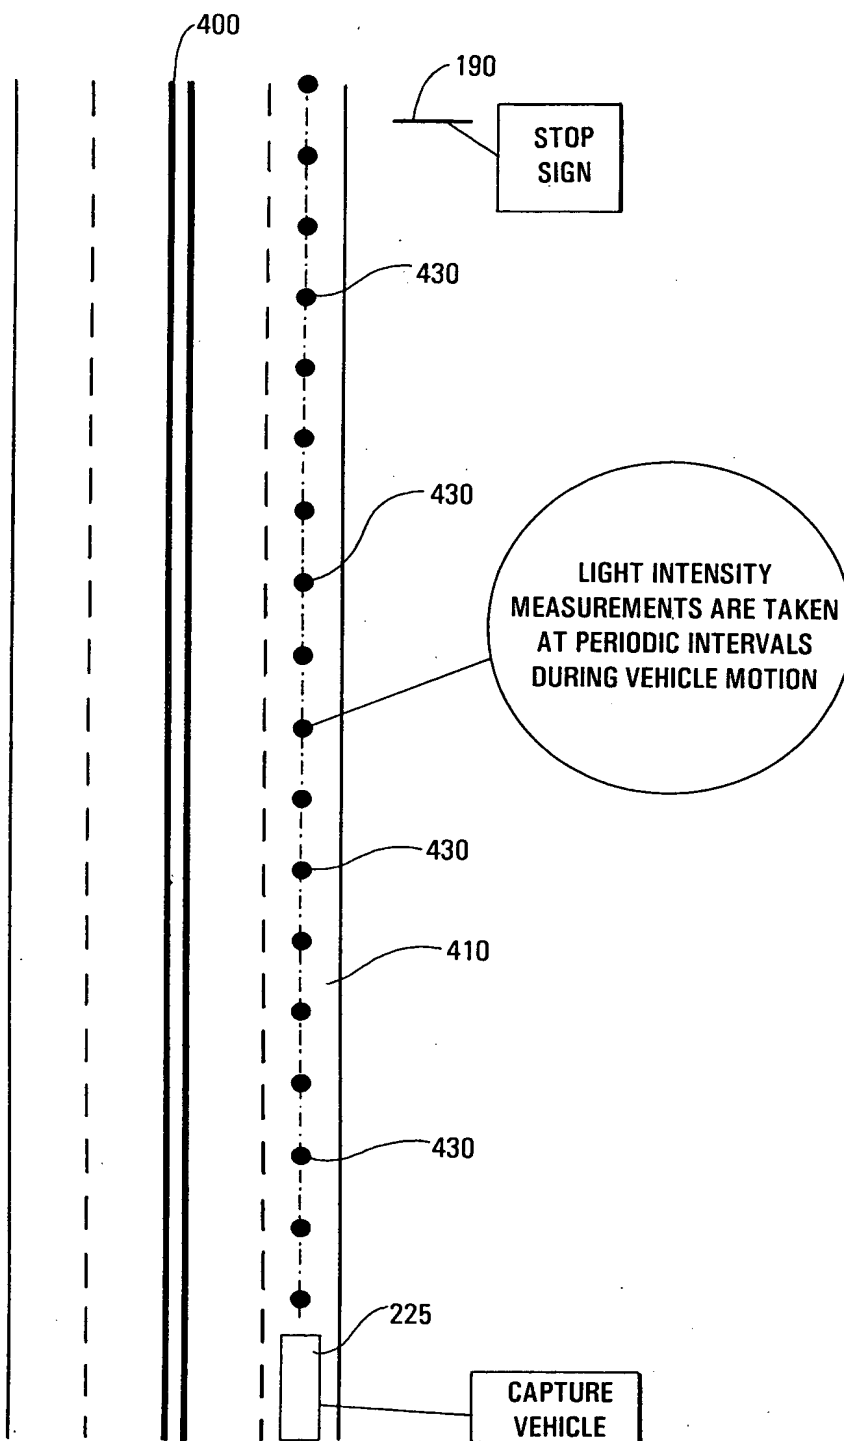 400
190
STOP
SIGN
430
430
LIGHT INTENSITY
MEASUREMENTS ARE TAKEN
AT PERIODIC INTERVALS
DURING VEHICLE MOTION
430
410
430
225
CAPTURE
VEHICLE